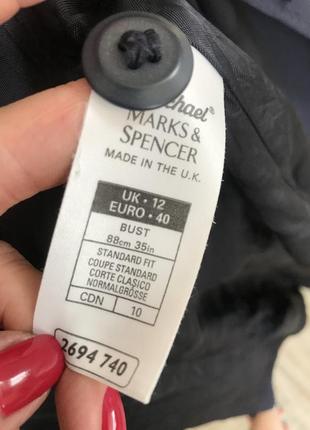 MARKS &
SPENCER
MADE IN THE U.K.
UK • 12
EURO • 40
BUST
88cm 35in
STANDARD FIT
COUPE STANDARD
CORTE CLASICO
NORMALGRÖSSE
CDN 10
2694 740